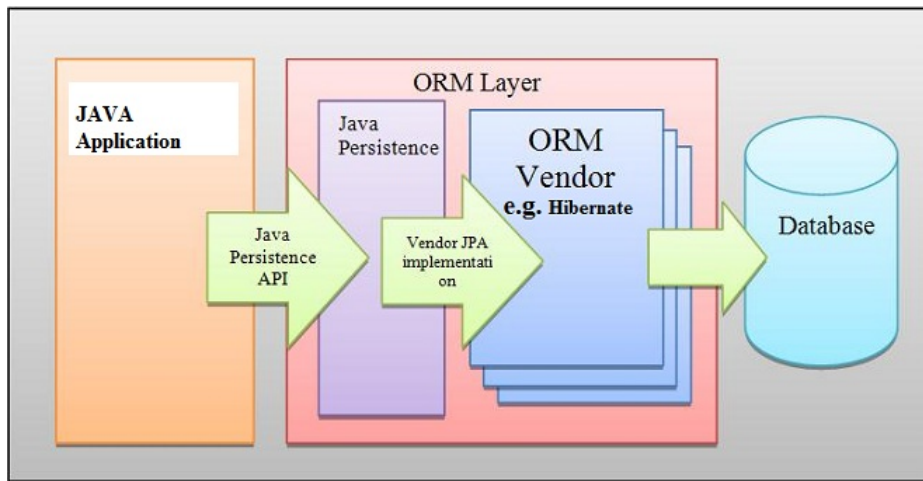 JAVA
Application
Java
Persistence
API
ORM Layer
Java
Persistence
Vendor JPA
implementati
on
ORM
Vendor
e.g. Hibernate
Database